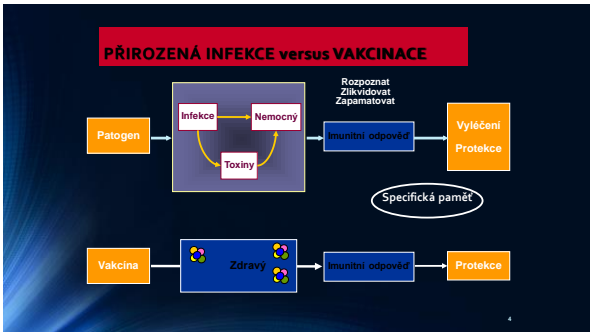 PŘIROZENÁ INFEKCE versus VAKCINACE
Rozpoznat
Zlikvidovat
Zapamatovat
Patogen
Infekce
Nemocný
Toxiny
Imunitní odpověď
Vyléčení
Protekce
Specifická paměť
Vakcína
Zdravý
Imunitní odpověď
Protekce
4